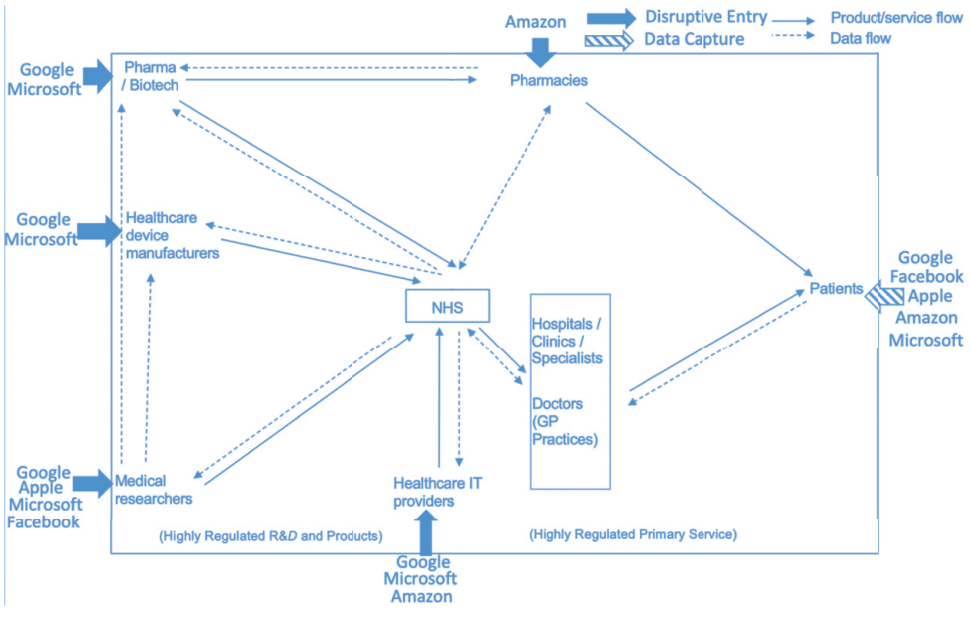 Amazon
Disruptive Entry
Product/service flow
Data Capture
Data flow
Google
Microsoft
Pharma
/ Biotech
Pharmacies
Google
Microsoft
Healthcare
device
manufacturers
Google
Facebook
Apple
Amazon
Microsoft
Patients
NHS
Hospitals /
Clinics /
Specialists
Doctors
(GP
Practices)
Google
Apple
Microsoft
Facebook
Medical
researchers
Healthcare IT
providers
(Highly Regulated R&D and Products)
(Highly Regulated Primary Service)
Google
Microsoft
Amazon